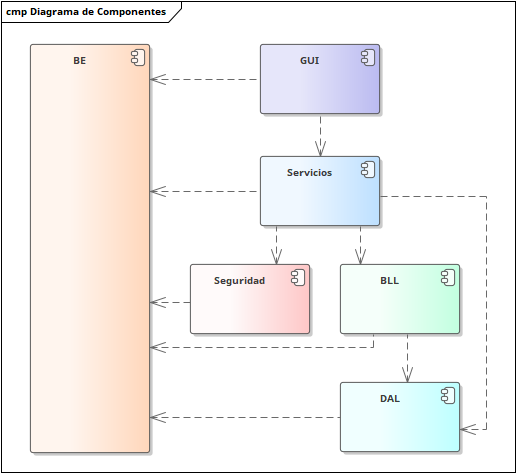 cmp Diagrama de Componentes
BE
GUI
Servicios
Seguridad
BLL
DAL